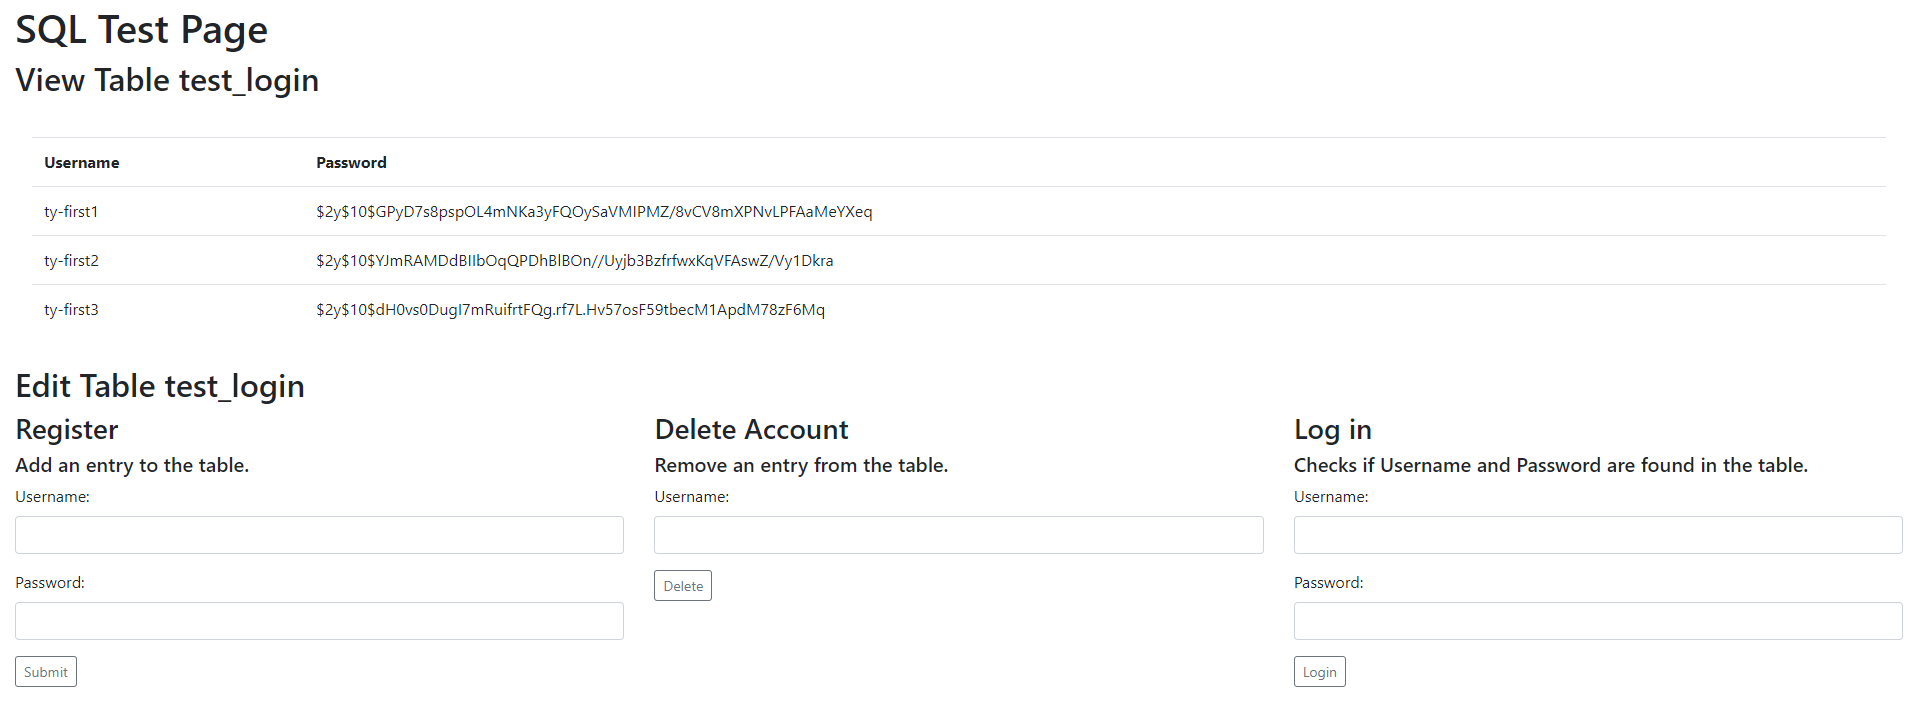 SQL Test Page
View Table test_login
Username Password
ty-first1 $2y$10$GPyD7s8pspOL4mNKa3yFQOySaVMIPMZ/8vCV8mXPNvLPFAaMeYXeq
ty-first2 $2y$10$YJmRAMDdBIIbOqQPDhBlBOn//Uyjb3BzfrfwxKqVFAswZ/Vy1Dkra
ty-first3 $2y$10$dH0vs0DugI7mRuifrtFQg.rf7L.Hv57osF59tbecM1ApdM78zF6Mq
Edit Table test_login
Register
Add an entry to the table.
Username:
Password:
Submit
Delete Account
Remove an entry from the table.
Username:
Delete
Log in
Checks if Username and Password are found in the table.
Username:
Password:
Login